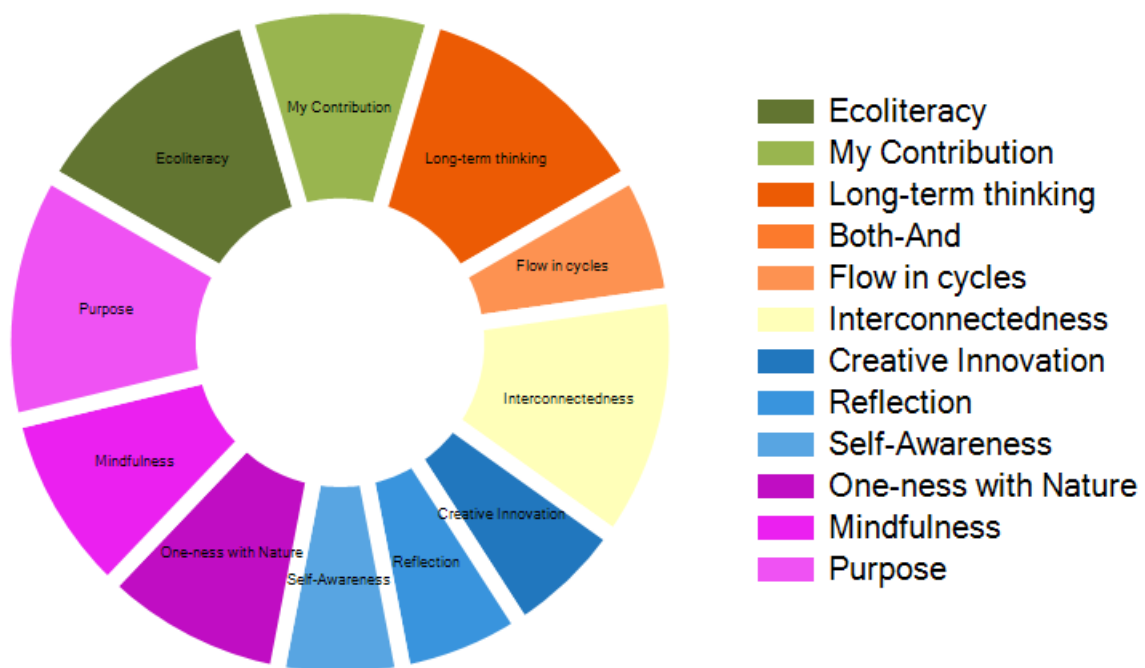 My Contribution
Ecoliteracy
Long-term thinking
Flow in cycles
Purpose
Interconnectedness
Mindfulness
Creative Innovation
One-ness with Nature
Reflection
Self-Awareness
Ecoliteracy
My Contribution
Long-term thinking
Both-And
Flow in cycles
Interconnectedness
Creative Innovation
Reflection
Self-Awareness
One-ness with Nature
Mindfulness
Purpose